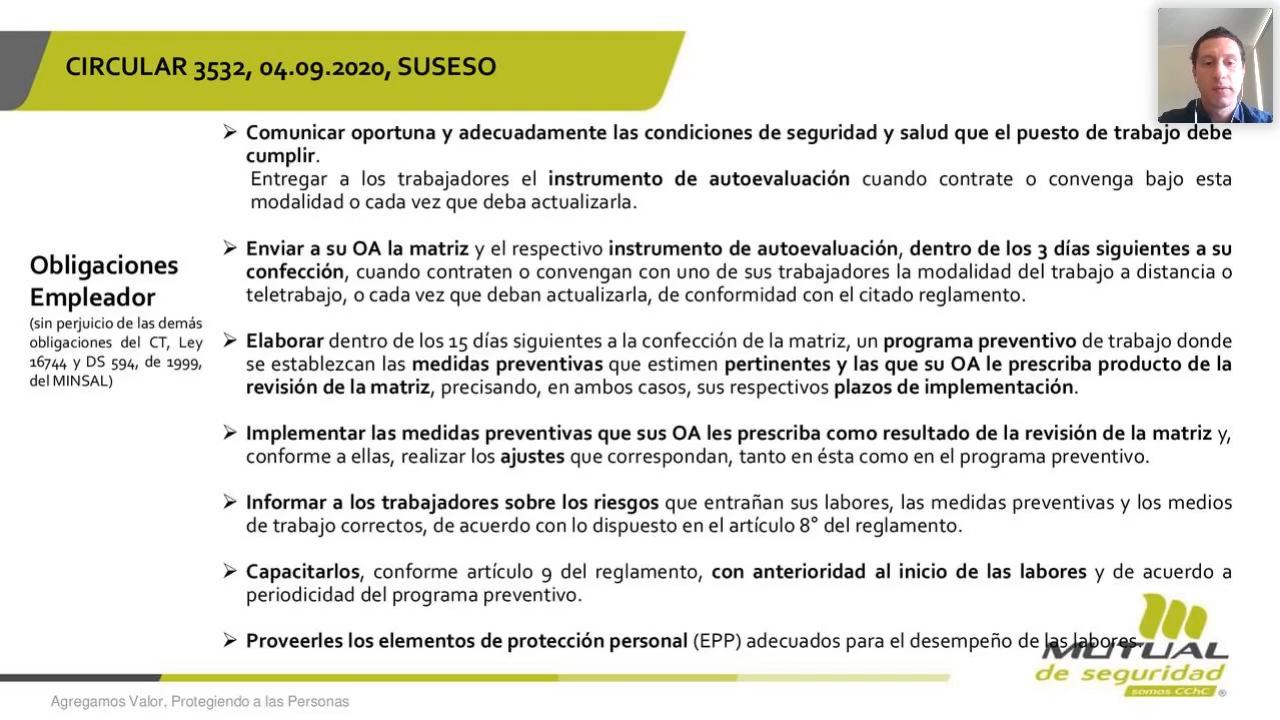 CIRCULAR 3532, 04.09.2020, SUSESO
Obligaciones
Empleador
(sin perjuicio de las demás
obligaciones del CT, Ley
16744 y DS 594, de 1999,
del MINSAL)
➢ Comunicar oportuna y adecuadamente las condiciones de seguridad y salud que el puesto de trabajo debe
cumplir.
Entregar a los trabajadores el instrumento de autoevaluación cuando contrate o convenga bajo esta
modalidad o cada vez que deba actualizarla.
➢ Enviar a su OA la matriz y el respectivo instrumento de autoevaluación, dentro de los 3 días siguientes a su
confección, cuando contraten o convengan con uno de sus trabajadores la modalidad del trabajo a distancia o
teletrabajo, o cada vez que deban actualizarla, de conformidad con el citado reglamento.
➢ Elaborar dentro de los 15 días siguientes a la confección de la matriz, un programa preventivo de trabajo donde
se establezcan las medidas preventivas que estimen pertinentes y las que su OA le prescriba producto de la
revisión de la matriz, precisando, en ambos casos, sus respectivos plazos de implementación.
➢ Implementar las medidas preventivas que sus OA les prescriba como resultado de la revisión de la matriz y,
conforme a ellas, realizar los ajustes que correspondan, tanto en ésta como en el programa preventivo.
➢ Informar a los trabajadores sobre los riesgos que entrañan sus labores, las medidas preventivas y los medios
de trabajo correctos, de acuerdo con lo dispuesto en el artículo 8° del reglamento.
➢ Capacitarlos, conforme artículo 9 del reglamento, con anterioridad al inicio de las labores y de acuerdo a
periodicidad del programa preventivo.
➢ Proveerles los elementos de protección personal (EPP) adecuados para el desempeño de las labores.
MUTUAL
de seguridad
somos CChC ®
Agregamos Valor, Protegiendo a las Personas